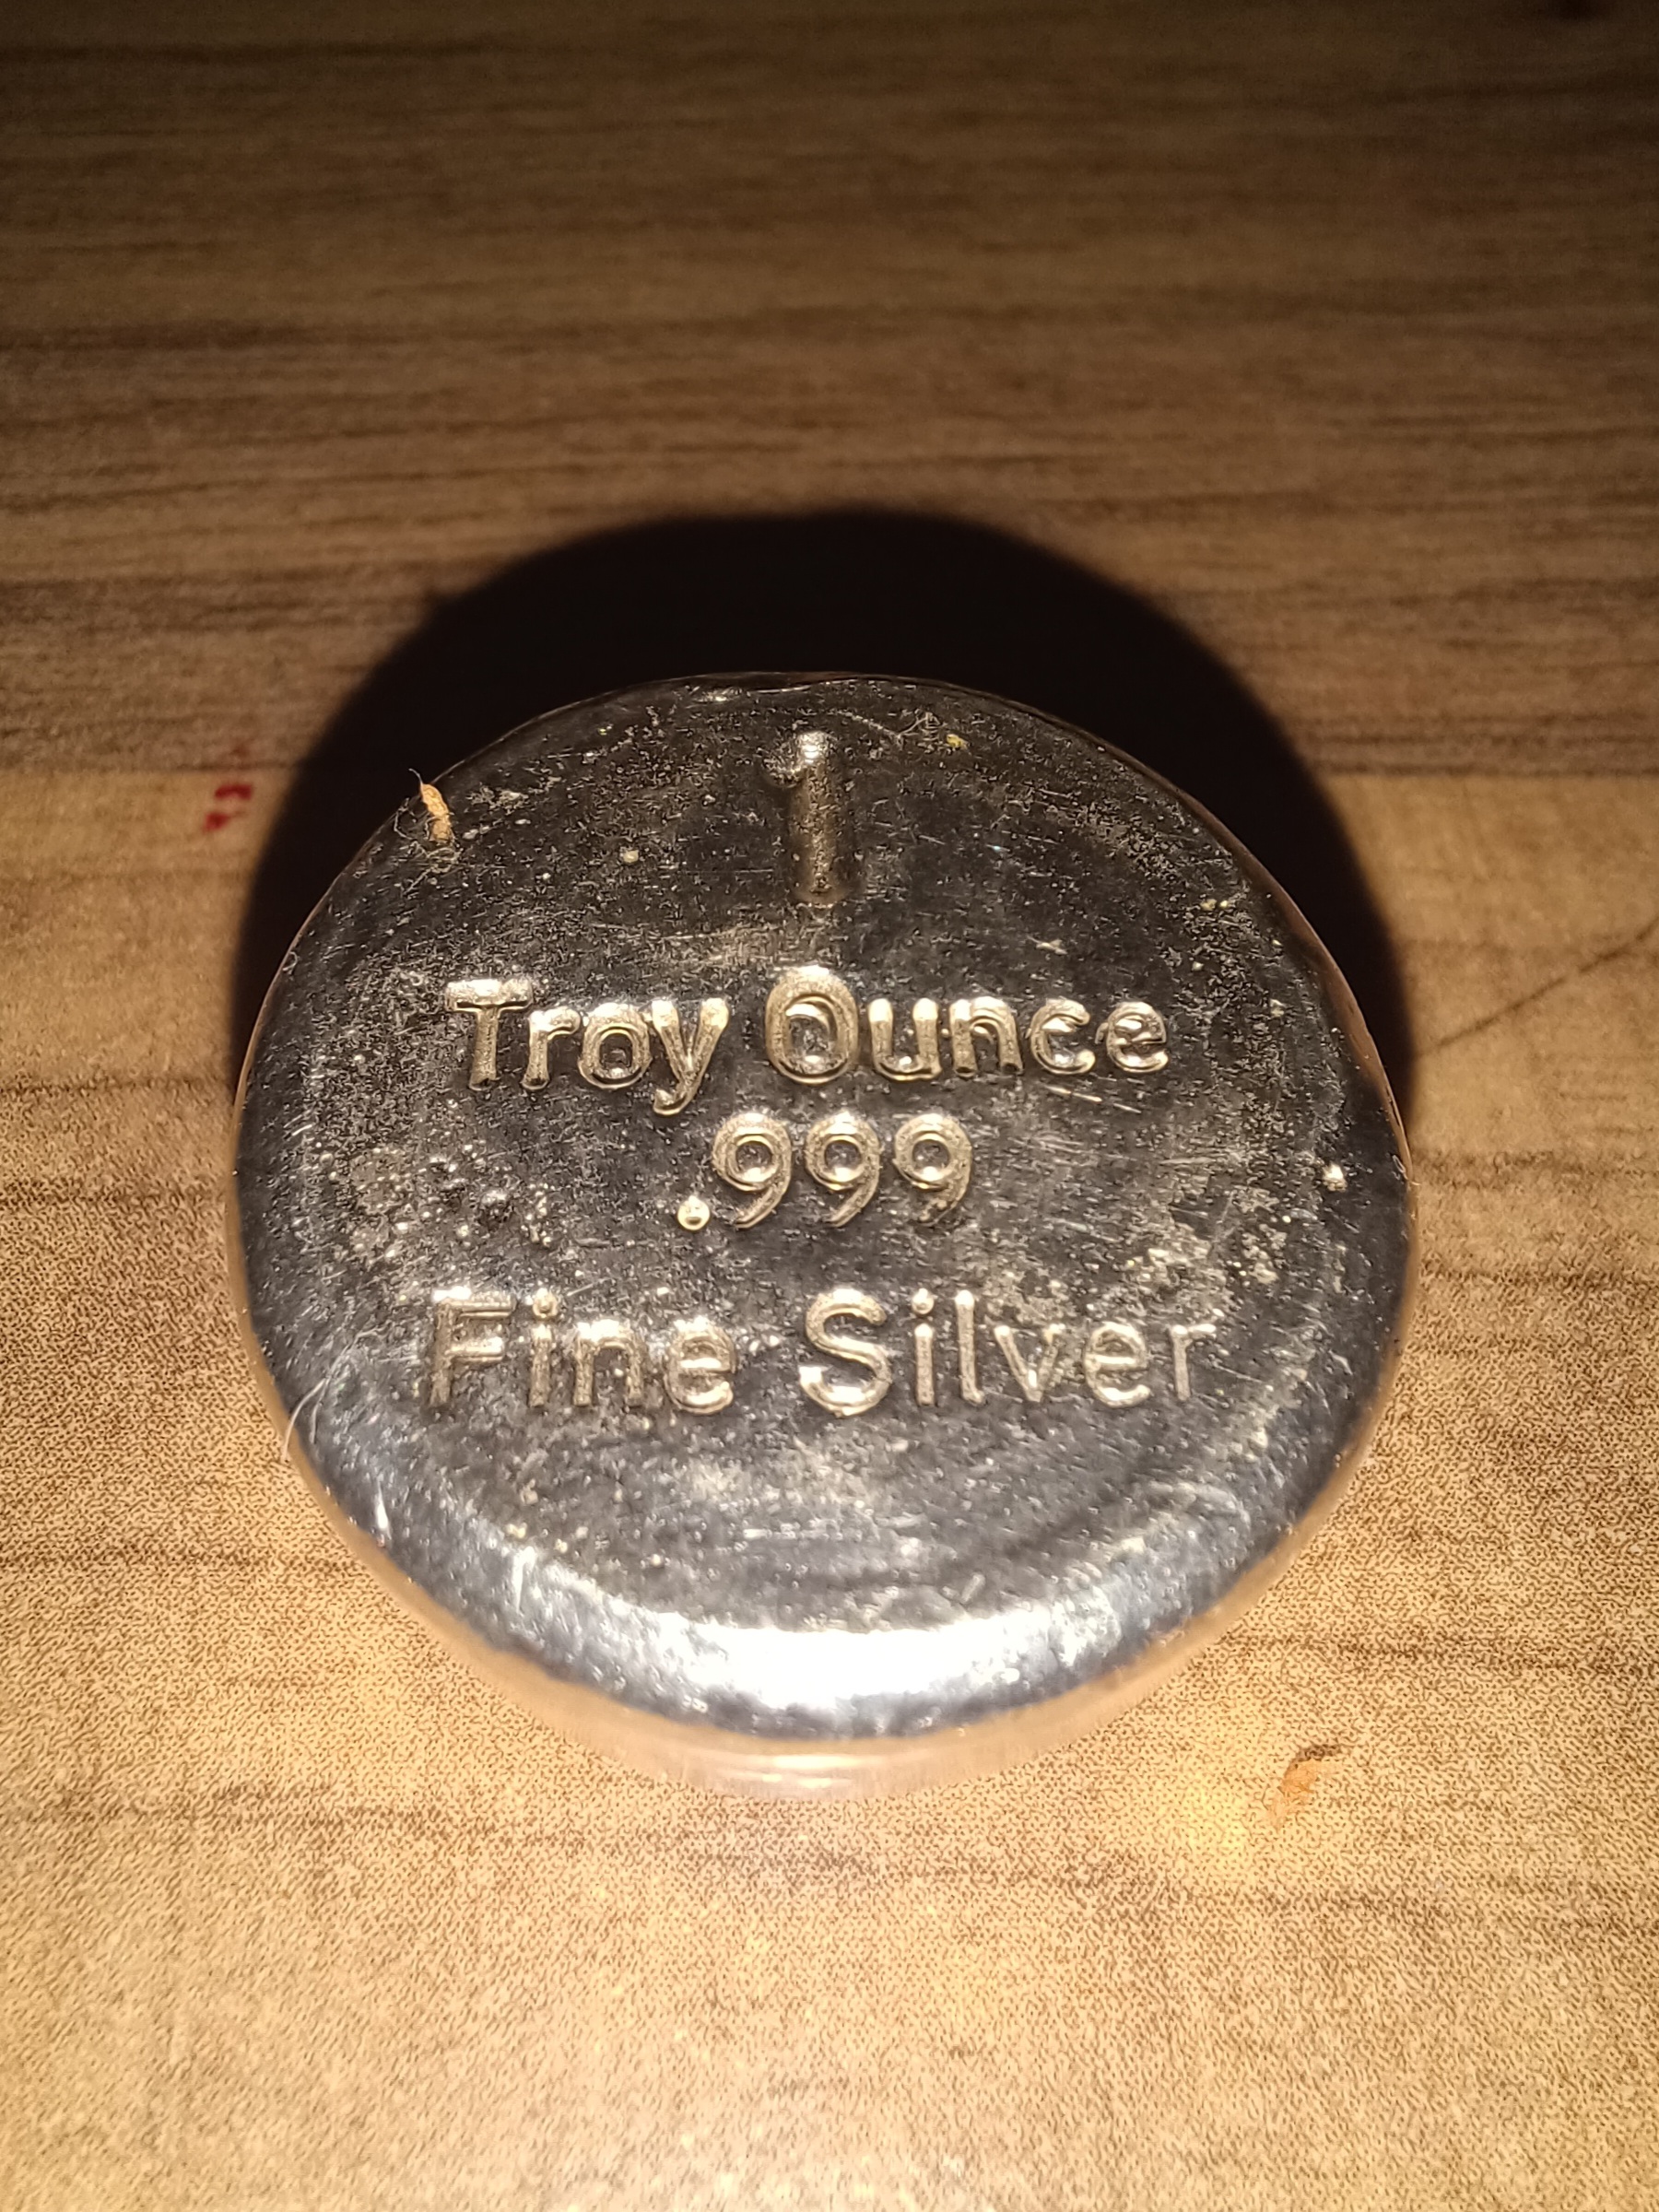 1
Troy Ounce
.999
Fine Silver